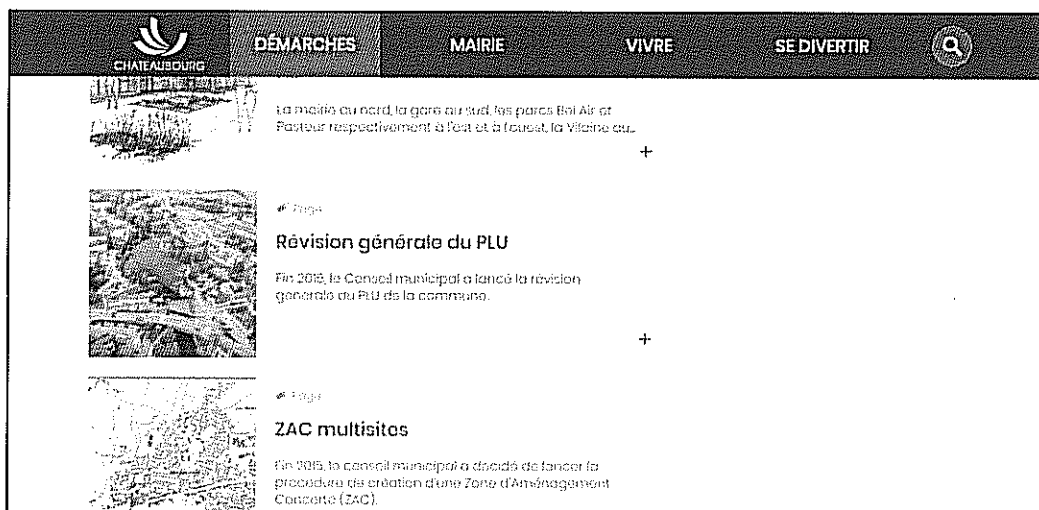 CHATEAUBOURG
DÉMARCHES
MAIRIE
VIVRE
SE DIVERTIR
La mairie au nord, la gare au sud, les parcs Bel Air et
Pasteur respectivement à l'est et à l'ouest, la Vilaine au...
+
Page
Révision générale du PLU
Fin 2015, le Conseil municipal a lancé la révision
générale du PLU de la commune.
+
Page
ZAC multisites
Fin 2015, le conseil municipal a décidé de lancer la
procédure de création d'une Zone d'Aménagement
Concerté (ZAC).